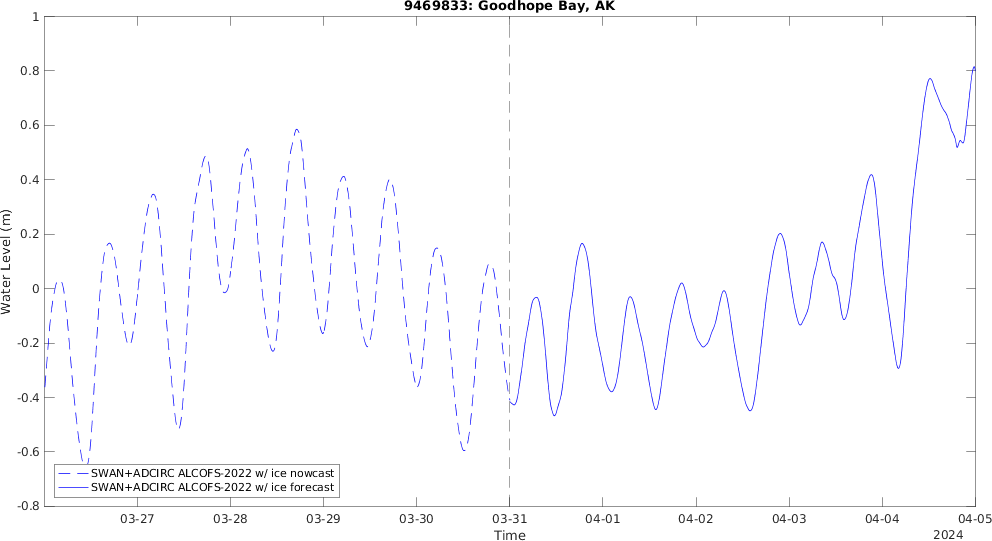 9469833: Goodhope Bay, AK
Water Level (m)
1
0.8
0.6
0.4
0.2
0
-0.2
-0.4
-0.6
-0.8
SWAN+ADCIRC ALCOFS-2022 w/ ice nowcast
SWAN+ADCIRC ALCOFS-2022 w/ ice forecast
03-27 03-28 03-29 03-30 03-31 04-01 04-02 04-03 04-04 04-05
Time
2024